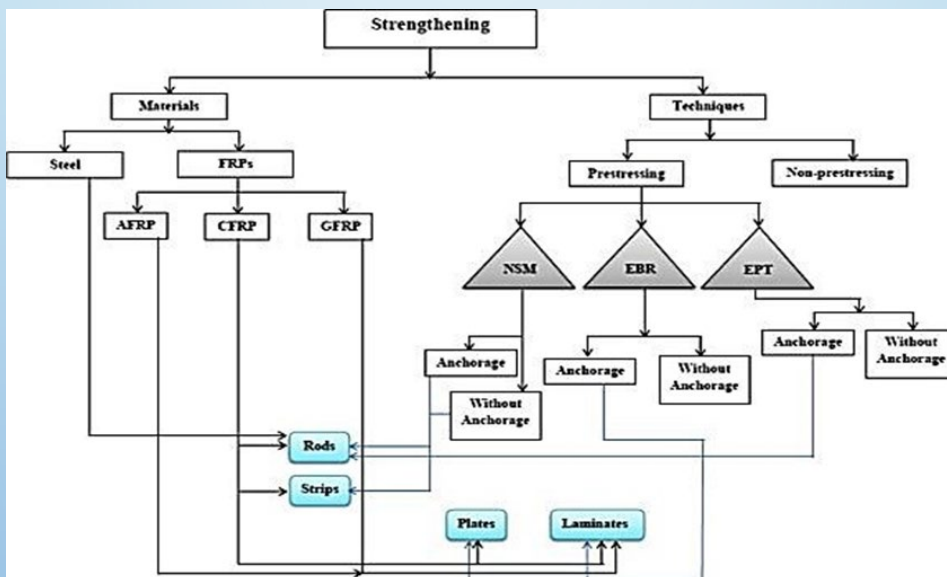 Strengthening
Materials
Techniques
Steel
FRPs
Prestressing
Non-prestressing
AFRP
CFRP
GFRP
NSM
EBR
EPT
Anchorage
Without
Anchorage
Anchorage
Without
Anchorage
Anchorage
Without
Anchorage
Rods
Strips
Plates
Laminates